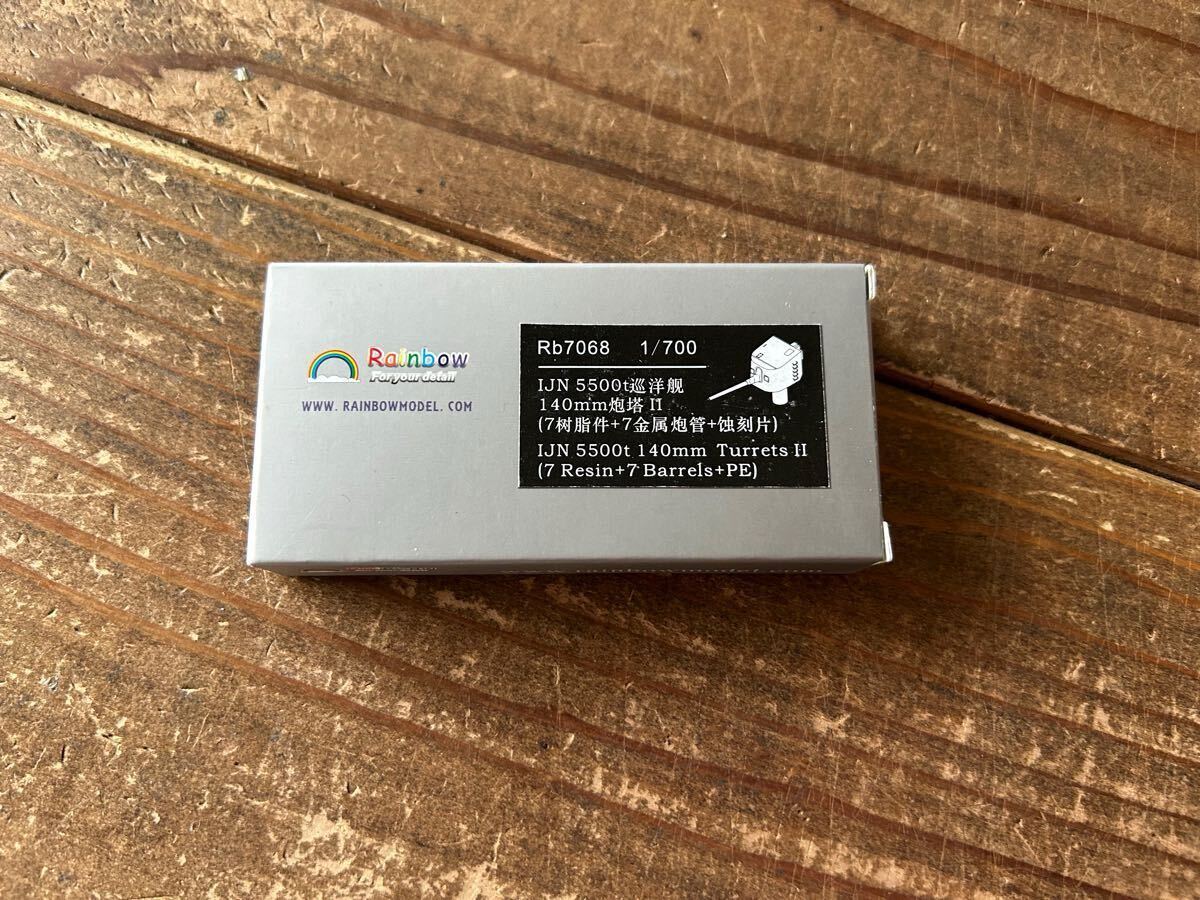 Rainbow
For your detail
WWW. RAINBOWMODEL. COM
Rb7068 1/700
IJN 5500t巡洋舰
140mm炮塔 II
(7树脂件+7金属炮管+蚀刻片)
IJN 5500t 140mm Turrets II
(7 Resin+7 Barrels+PE)